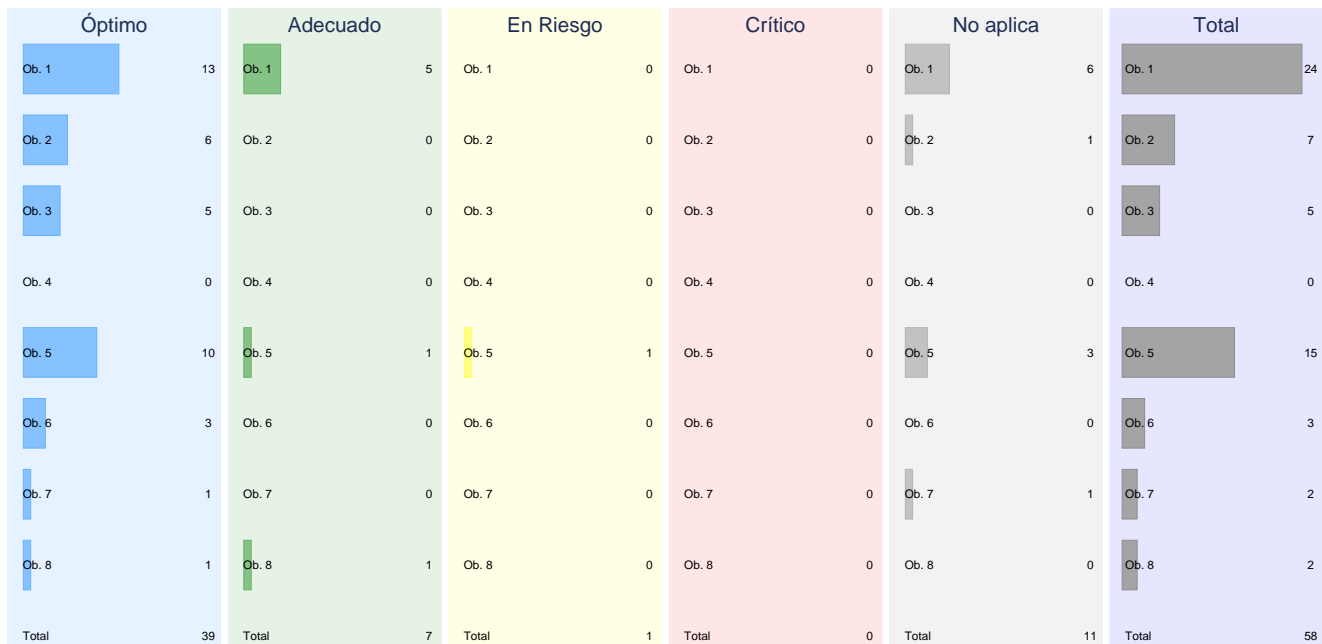 Óptimo Adecuado En Riesgo Crítico No aplica Total
Ob. 1 13 Ob. 1 5 Ob. 1 0 Ob. 1 0 Ob. 1 6 Ob. 1 24
Ob. 2 6 Ob. 2 0 Ob. 2 0 Ob. 2 0 Ob. 2 1 Ob. 2 7
Ob. 3 5 Ob. 3 0 Ob. 3 0 Ob. 3 0 Ob. 3 0 Ob. 3 5
Ob. 4 0 Ob. 4 0 Ob. 4 0 Ob. 4 0 Ob. 4 0 Ob. 4 0
Ob. 5 10 Ob. 5 1 Ob. 5 1 Ob. 5 0 Ob. 5 3 Ob. 5 15
Ob. 6 3 Ob. 6 0 Ob. 6 0 Ob. 6 0 Ob. 6 0 Ob. 6 3
Ob. 7 1 Ob. 7 0 Ob. 7 0 Ob. 7 0 Ob. 7 1 Ob. 7 2
Ob. 8 1 Ob. 8 1 Ob. 8 0 Ob. 8 0 Ob. 8 0 Ob. 8 2
Total 39 Total 7 Total 1 Total 0 Total 11 Total 58